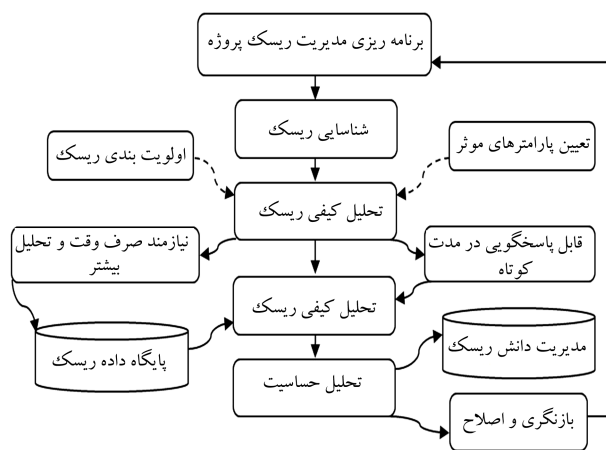 برنامه ریزی مدیریت ریسک پروژه
شناسایی ریسک
تعیین پارامترهای موثر
اولویت بندی ریسک
تحلیل کیفی ریسک
قابل پاسخگویی در مدت
کوتاه
نیازمند صرف وقت و تحلیل
بیشتر
تحلیل کیفی ریسک
مدیریت دانش ریسک
پایگاه داده ریسک
تحلیل حساسیت
بازنگری و اصلاح